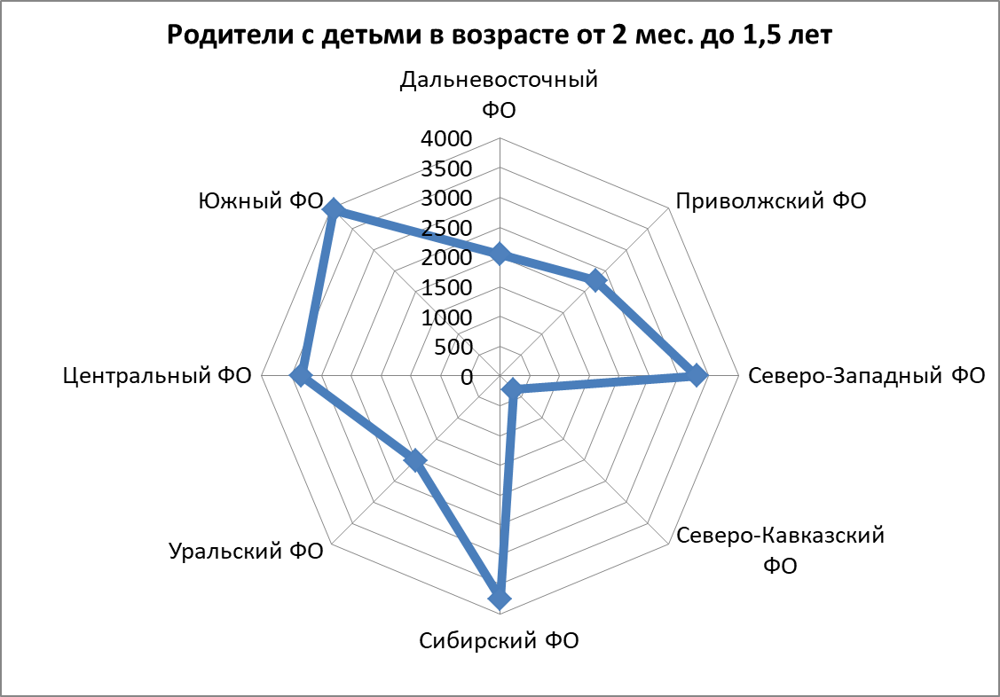 Родители с детьми в возрасте от 2 мес. до 1,5 лет
Дальневосточный
ФО
4000
3500
3000
2500
2000
1500
1000
500
0
Приволжский ФО
Северо-Западный ФО
Северо-Кавказский
ФО
Сибирский ФО
Уральский ФО
Центральный ФО
Южный ФО